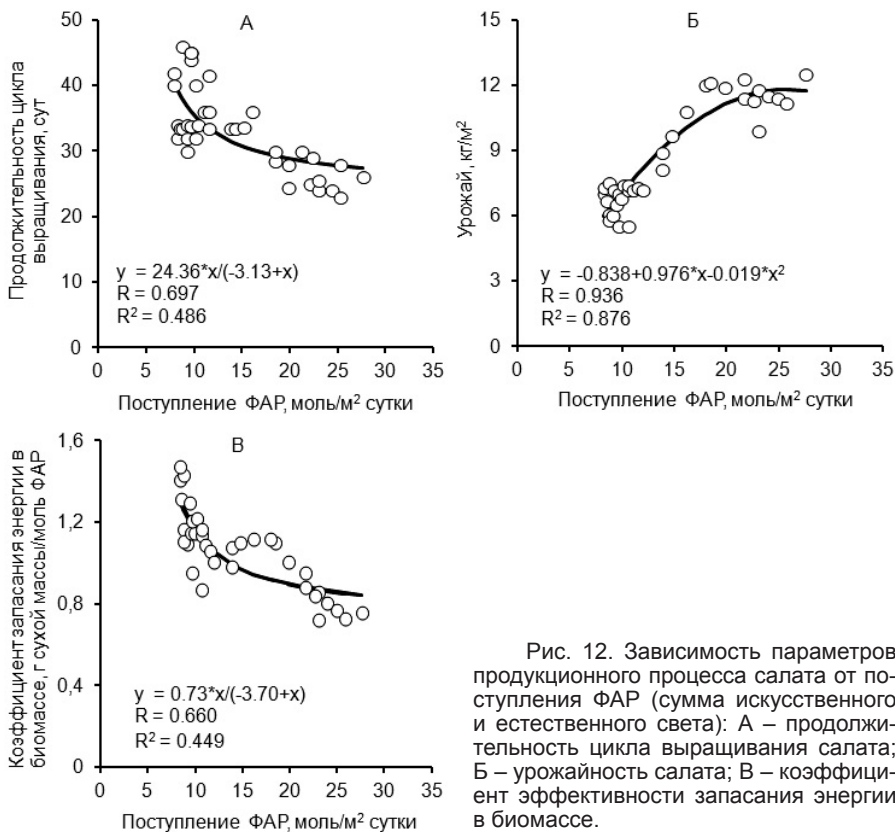 А
Продолжительность цикла
выращивания, сут
50
40
30
20
10
0
y = 24.36*x/(-3.13+x)
R = 0.697
R² = 0.486
0 5 10 15 20 25 30 35
Поступление ФАР, моль/м² сутки
Б
Урожай, кг/м²
15
12
9
6
3
0
y = -0.838+0.976*x-0.019*x²
R = 0.936
R² = 0.876
0 5 10 15 20 25 30 35
Поступление ФАР, моль/м² сутки
В
Коэффициент запасания энергии в
биомассе, г сухой массы/моль ФАР
1,6
1,2
0,8
0,4
0
y = 0.73*x/(-3.70+x)
R = 0.660
R² = 0.449
0 5 10 15 20 25 30 35
Поступление ФАР, моль/м² сутки
Рис. 12. Зависимость параметров
продукционного процесса салата от по-
ступления ФАР (сумма искусственного
и естественного света): А – продолжи-
тельность цикла выращивания салата;
Б – урожайность салата; В – коэффици-
ент эффективности запасания энергии
в биомассе.